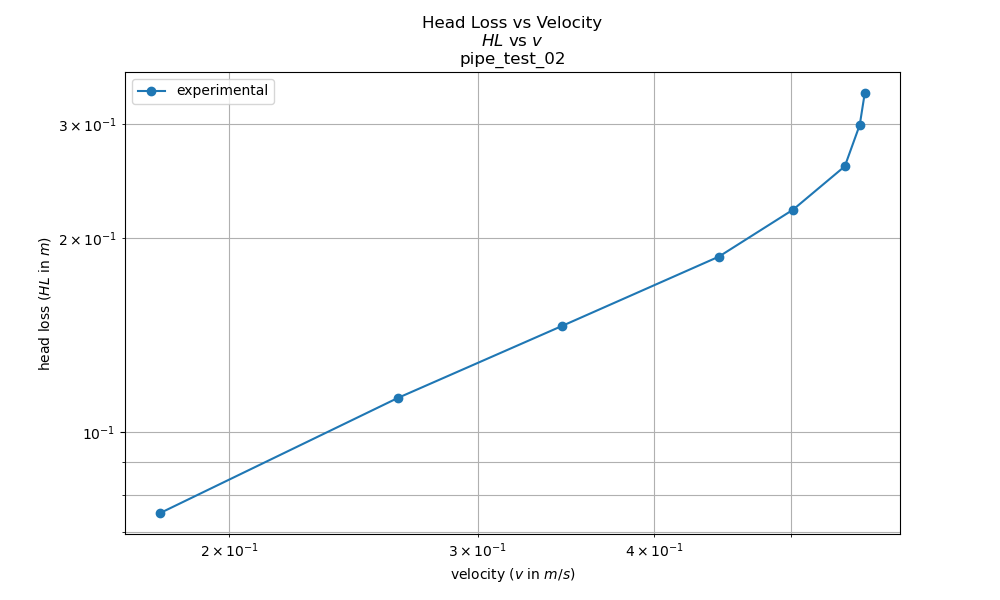 Head Loss vs Velocity
HL vs v
pipe_test_02
experimental
3 × 10⁻¹
2 × 10⁻¹
10⁻¹
head loss (HL in m)
2 × 10⁻¹ 3 × 10⁻¹ 4 × 10⁻¹
velocity (v in m/s)